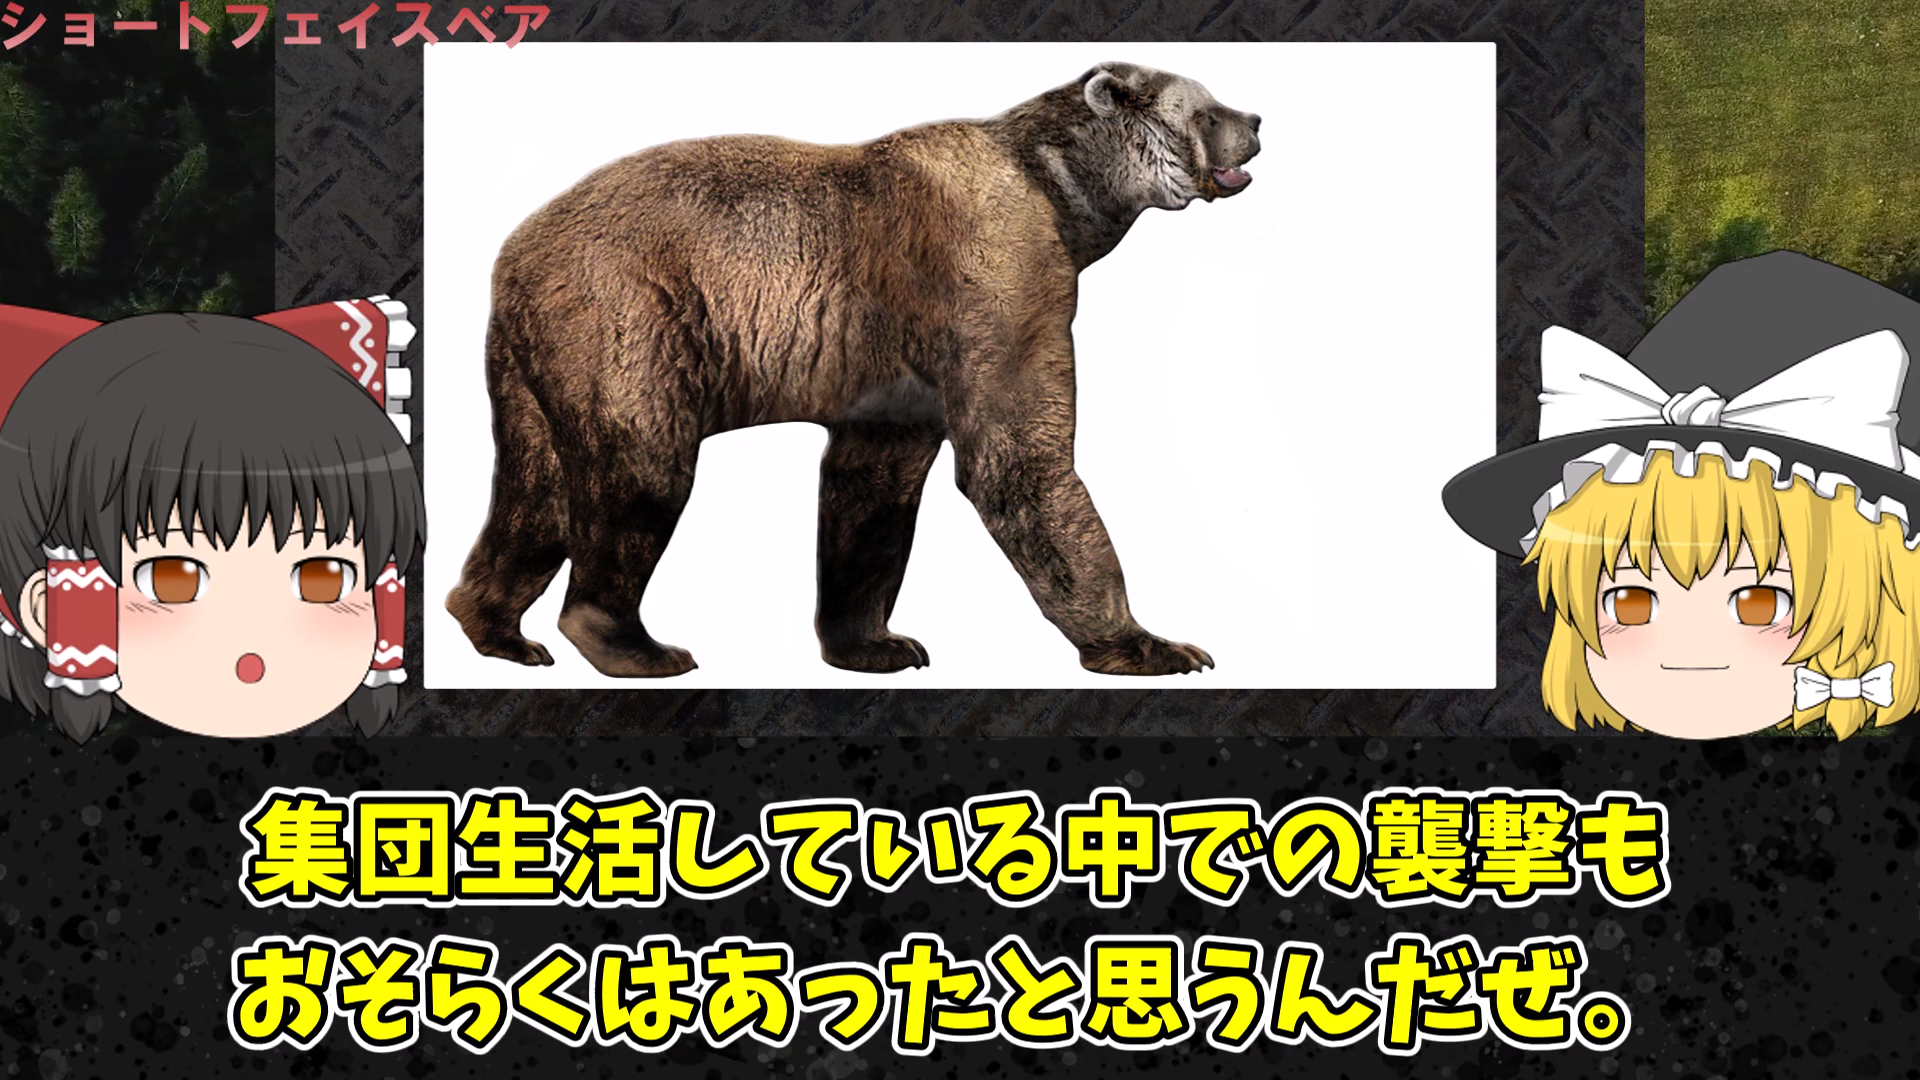 ショートフェイスベア
集団生活している中での襲撃も
おそらくはあったと思うんだぜ。